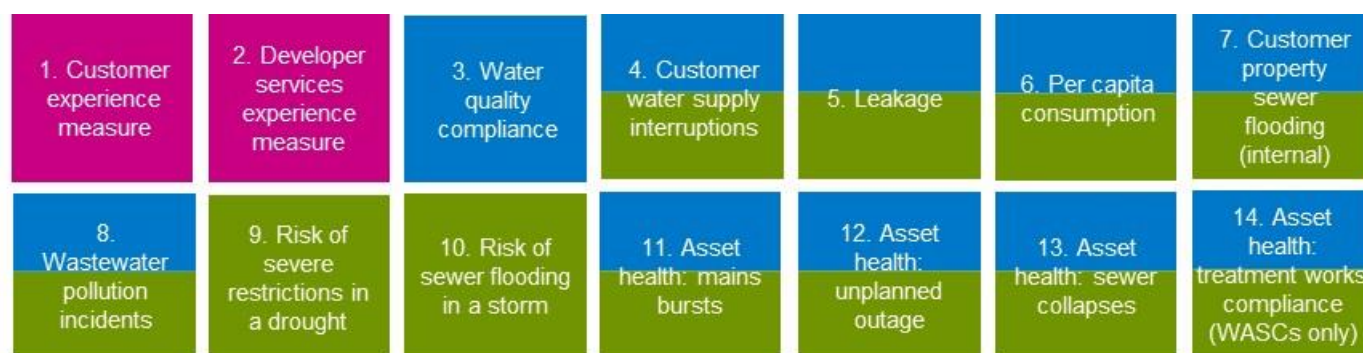 1. Customer
experience
measure
2. Developer
services
experience
measure
3. Water
quality
compliance
4. Customer
water supply
interruptions
5. Leakage
6. Per capita
consumption
7. Customer
property
sewer
flooding
(internal)
8.
Wastewater
pollution
incidents
9. Risk of
severe
restrictions in
a drought
10. Risk of
sewer flooding
in a storm
11. Asset
health: mains
bursts
12. Asset
health:
unplanned
outage
13. Asset
health: sewer
collapses
14. Asset
health:
treatment works
compliance
(WASCs only)